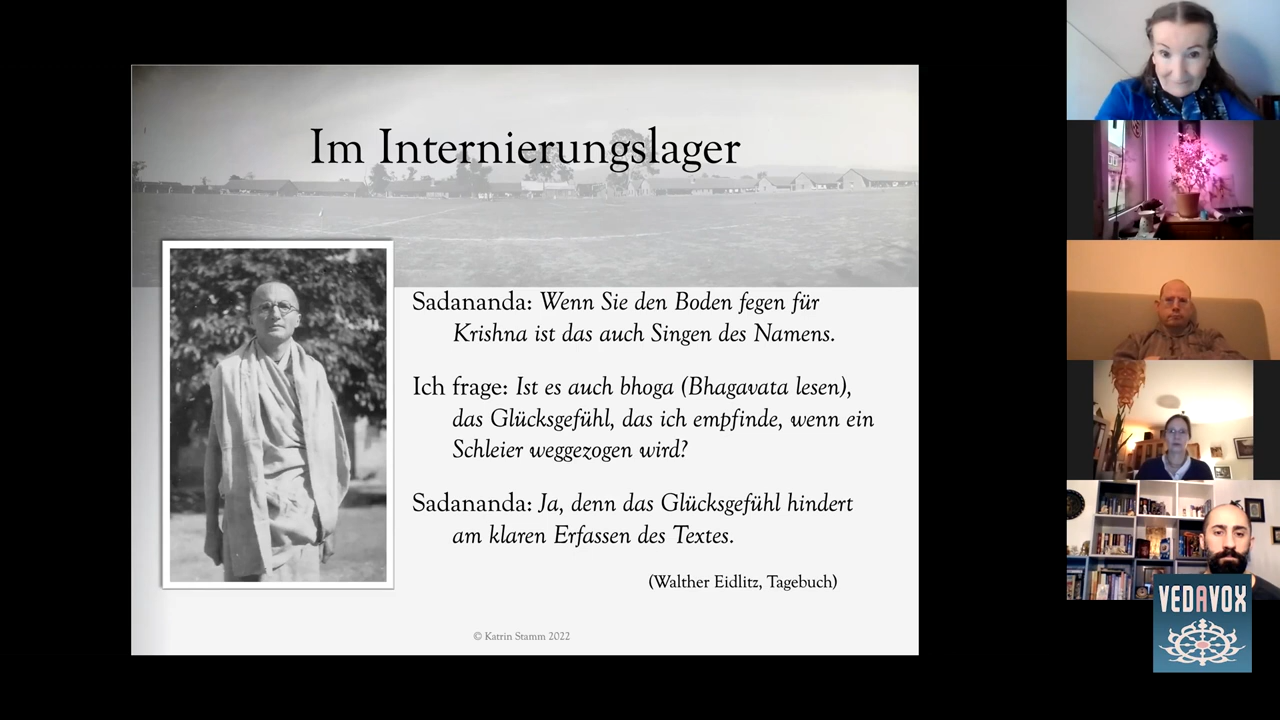 Im Internierungslager
Sadananda: Wenn Sie den Boden fegen für
Krishna ist das auch Singen des Namens.
Ich frage: Ist es auch bhoga (Bhagavata lesen),
das Glücksgefühl, das ich empfinde, wenn ein
Schleier weggezogen wird?
Sadananda: Ja, denn das Glücksgefühl hindert
am klaren Erfassen des Textes.
(Walther Eidlitz, Tagebuch)
© Katrin Stamm 2022
VEDAVOX